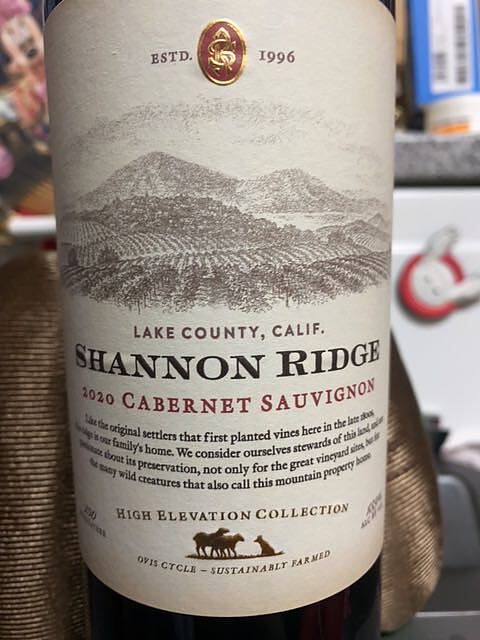 ESTD. 1996
LAKE COUNTY, CALIF.
SHANNON RIDGE
2020 CABERNET SAUVIGNON
Like the original settlers that first planted vines here in the late 1800s,
ridge is our family's home. We consider ourselves stewards of this land,
passionate about its preservation, not only for the great vineyard sites, but
the many wild creatures that also call this mountain property home.
HIGH ELEVATION COLLECTION
OVIS CYCLE – SUSTAINABLY FARMED